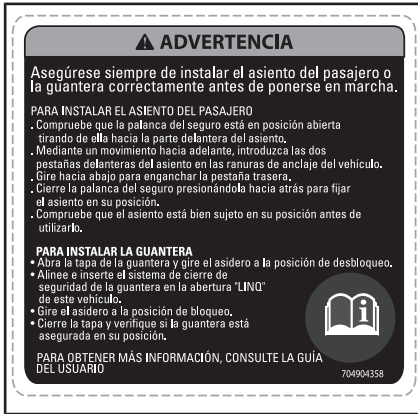 ADVERTENCIA
Asegúrese siempre de instalar el asiento del pasajero o
la guantera correctamente antes de ponerse en marcha.
PARA INSTALAR EL ASIENTO DEL PASAJERO
. Compruebe que la palanca del seguro está en posición abierta
tirando de ella hacia la parte delantera del asiento.
. Mediante un movimiento hacia adelante, introduzca las dos
pestañas delanteras del asiento en las ranuras de anclaje del vehículo.
. Gire hacia abajo para enganchar la pestaña trasera.
. Cierre la palanca del seguro presionándola hacia atrás para fijar
el asiento en su posición.
. Compruebe que el asiento está bien sujeto en su posición antes de
utilizarlo.
PARA INSTALAR LA GUANTERA
• Abra la tapa de la guantera y gire el asidero a la posición de desbloqueo.
• Alinee e inserte el sistema de cierre de
seguridad de la guantera en la abertura "LINQ"
de este vehículo.
• Gire el asidero a la posición de bloqueo.
• Cierre la tapa y verifique si la guantera está
asegurada en su posición.
PARA OBTENER MÁS INFORMACIÓN, CONSULTE LA GUÍA
DEL USUARIO
704904358